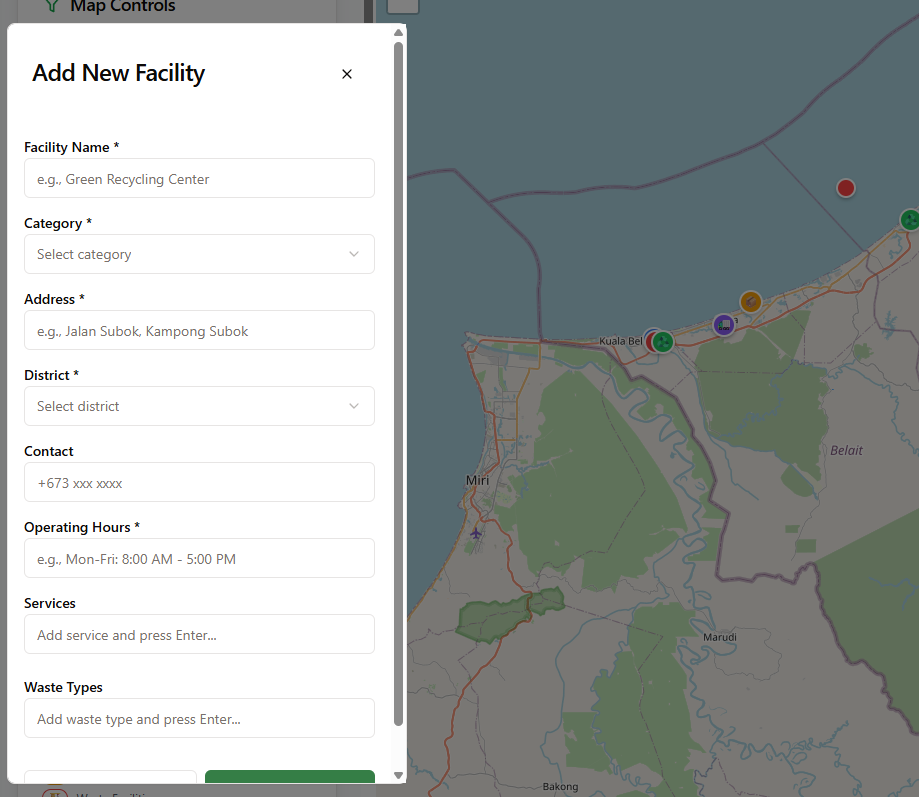 Map Controls
Add New Facility
Facility Name *
e.g., Green Recycling Center
Category *
Select category
Address *
e.g., Jalan Subok, Kampong Subok
District *
Select district
Contact
+673 xxx xxxx
Operating Hours *
e.g., Mon-Fri: 8:00 AM - 5:00 PM
Services
Add service and press Enter...
Waste Types
Add waste type and press Enter...
Kuala Bel
Belait
Miri
Marudi
Bakong